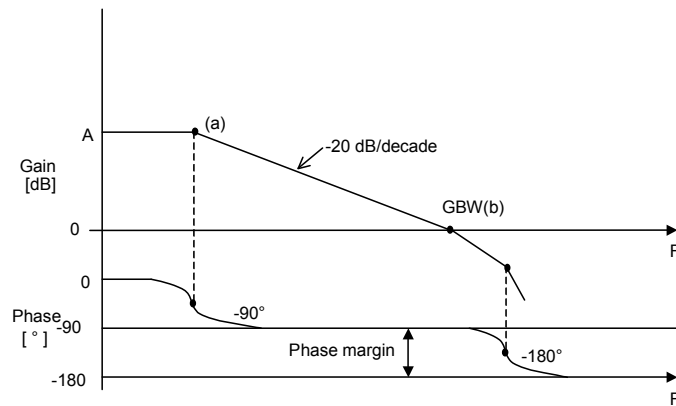 A
(a)
-20 dB/decade
Gain
[dB]
GBW(b)
0
F
0
Phase
[ ° ]
-90
-90°
Phase margin
-180°
-180
F